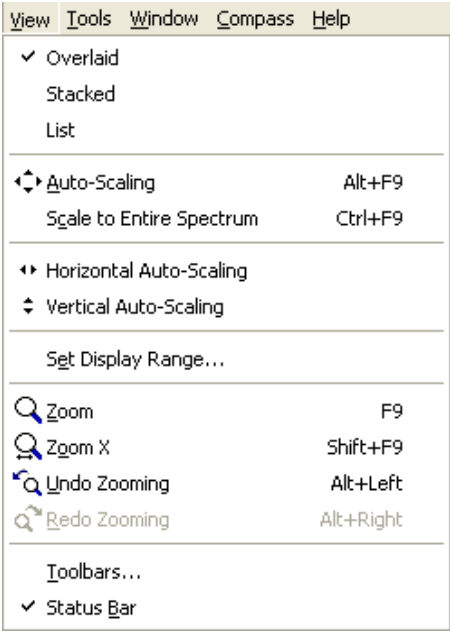 View Tools Window Compass Help
Overlaid
Stacked
List
Auto-Scaling Alt+F9
Scale to Entire Spectrum Ctrl+F9
Horizontal Auto-Scaling
Vertical Auto-Scaling
Set Display Range...
Zoom F9
Zoom X Shift+F9
Undo Zooming Alt+Left
Redo Zooming Alt+Right
Toolbars...
Status Bar